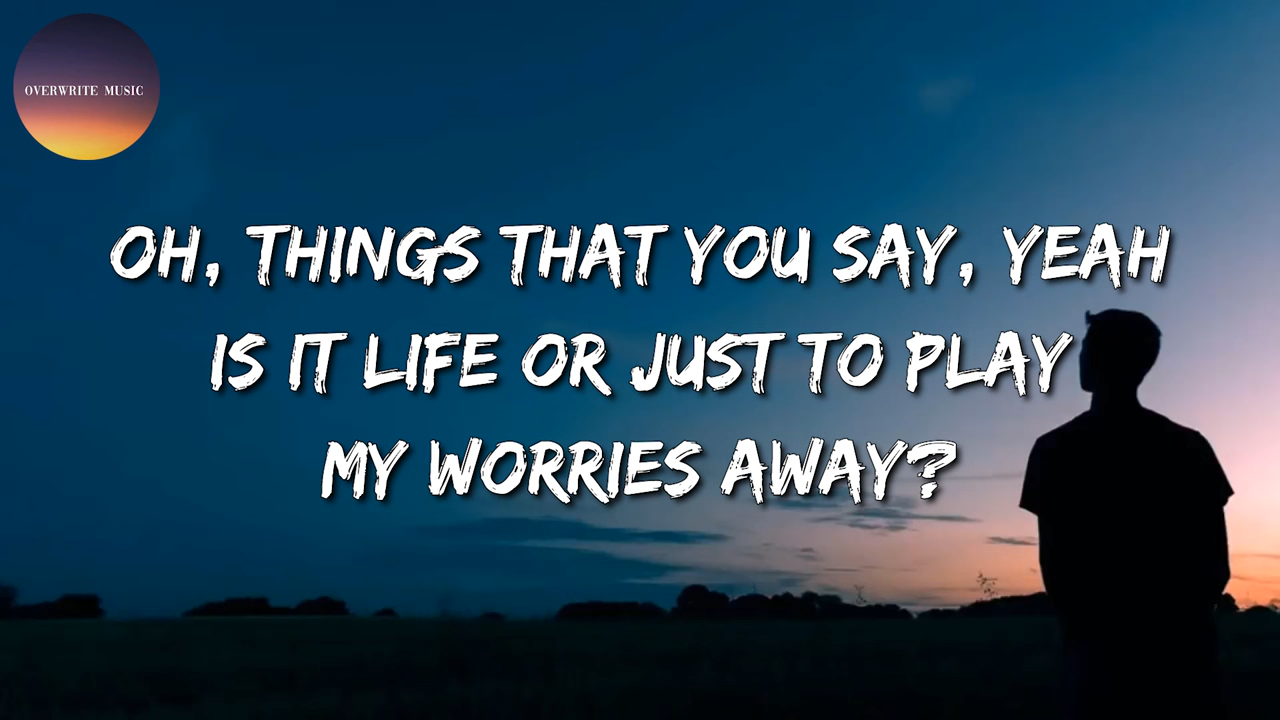 OVERWRITE MUSIC
OH, THINGS THAT YOU SAY, YEAH
IS IT LIFE OR JUST TO PLAY
MY WORRIES AWAY?